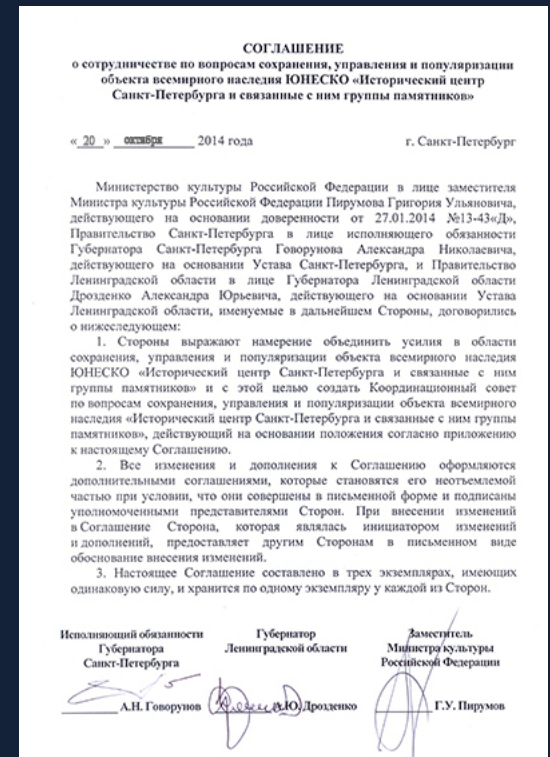 СОГЛАШЕНИЕ
о сотрудничестве по вопросам сохранения, управления и популяризации
объекта всемирного наследия ЮНЕСКО «Исторический центр
Санкт-Петербурга и связанные с ним группы памятников»
« 20 » октября 2014 года г. Санкт-Петербург
Министерство культуры Российской Федерации в лице заместителя
Министра культуры Российской Федерации Пирумова Григория Ульяновича,
действующего на основании доверенности от 27.01.2014 №13-43«Д»,
Правительство Санкт-Петербурга в лице исполняющего обязанности
Губернатора Санкт-Петербурга Говорунова Александра Николаевича,
действующего на основании Устава Санкт-Петербурга, и Правительство
Ленинградской области в лице Губернатора Ленинградской области
Дрозденко Александра Юрьевича, действующего на основании Устава
Ленинградской области, именуемые в дальнейшем Стороны, договорились
о нижеследующем:
1. Стороны выражают намерение объединить усилия в области
сохранения, управления и популяризации объекта всемирного наследия
ЮНЕСКО «Исторический центр Санкт-Петербурга и связанные с ним
группы памятников» и с этой целью создать Координационный совет
по вопросам сохранения, управления и популяризации объекта всемирного
наследия «Исторический центр Санкт-Петербурга и связанные с ним группы
памятников», действующий на основании положения согласно приложению
к настоящему Соглашению.
2. Все изменения и дополнения к Соглашению оформляются
дополнительными соглашениями, которые становятся его неотъемлемой
частью при условии, что они совершены в письменной форме и подписаны
уполномоченными представителями Сторон. При внесении изменений
в Соглашение Сторона, которая являлась инициатором изменений
и дополнений, предоставляет другим Сторонам в письменном виде
обоснование внесения изменений.
3. Настоящее Соглашение составлено в трех экземплярах, имеющих
одинаковую силу, и хранится по одному экземпляру у каждой из Сторон.
Исполняющий обязанности Губернатор Заместитель
Губернатора Ленинградской области Министра культуры
Санкт-Петербурга Российской Федерации
А.Н. Говорунов А.Ю. Дрозденко Г.У. Пирумов